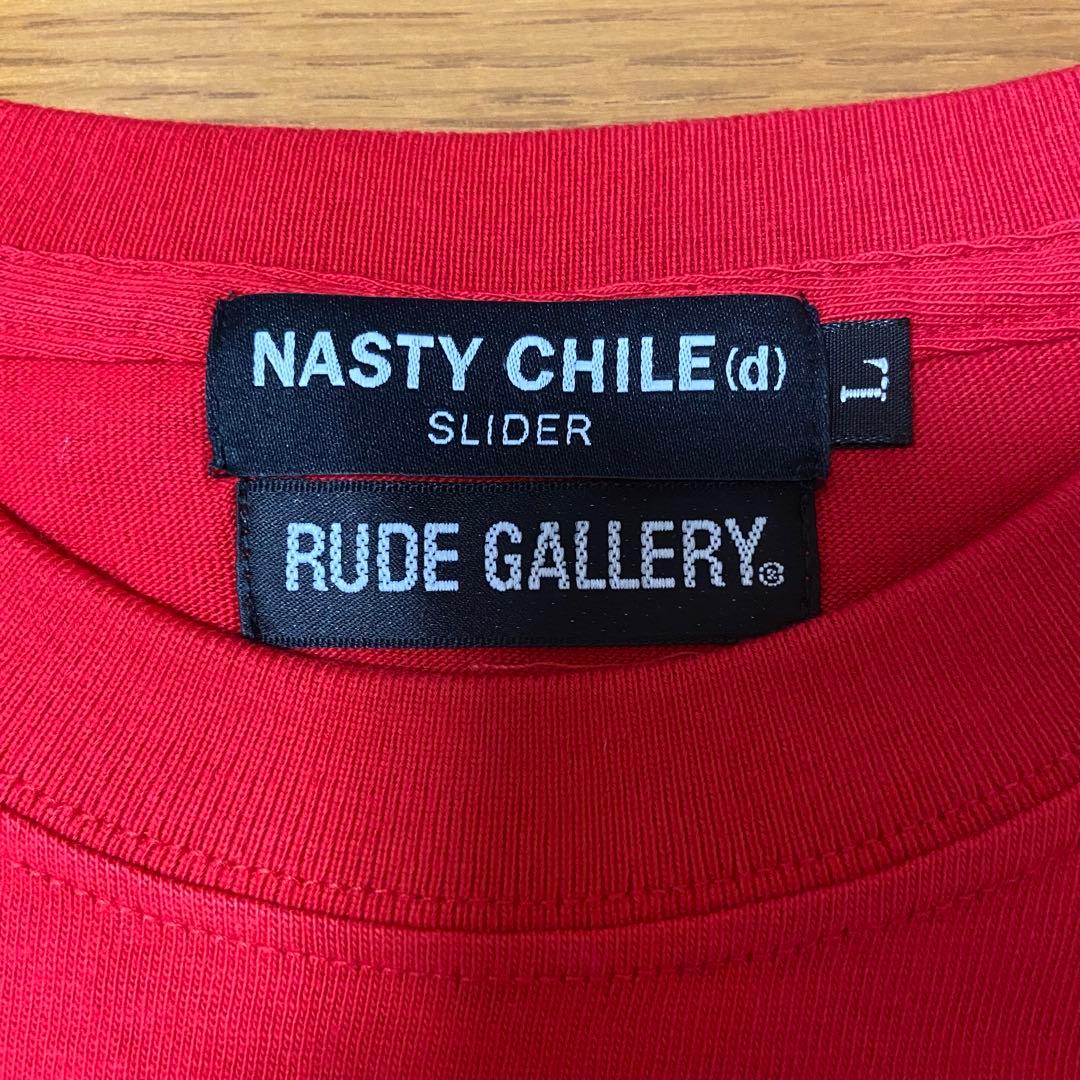 NASTY CHILE(d)
SLIDER
L
RUDE GALLERY®